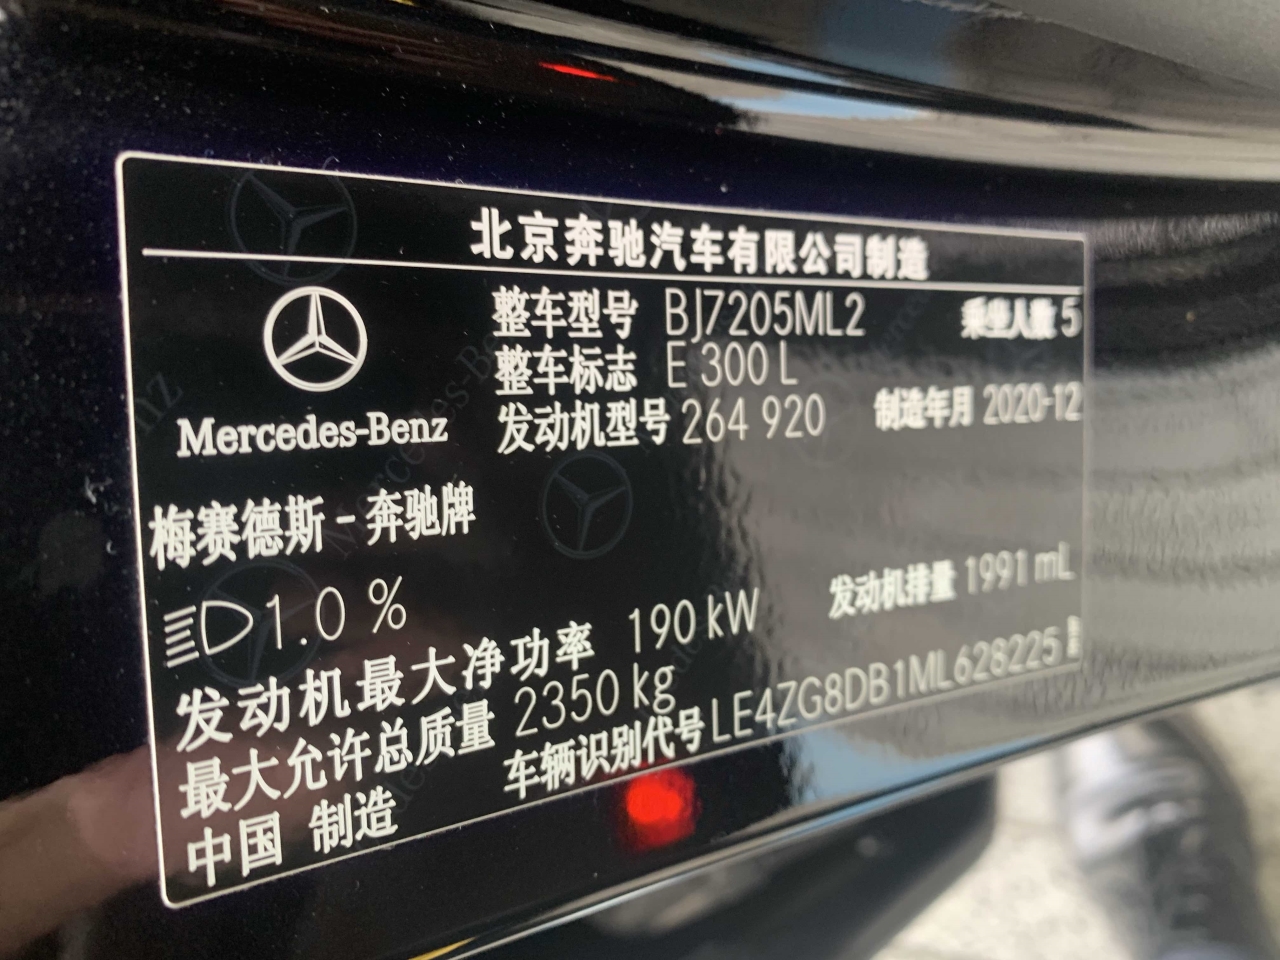 北京奔驰汽车有限公司制造
整车型号 BJ7205ML2 乘坐人数 5
整车标志 E 300 L
发动机型号 264 920 制造年月 2020-12
Mercedes-Benz
梅赛德斯-奔驰牌
1.0 %
发动机最大净功率 190 kW 发动机排量 1991 mL
最大允许总质量 2350 kg
中国 制造 车辆识别代号 LE4ZG8DB1ML628225